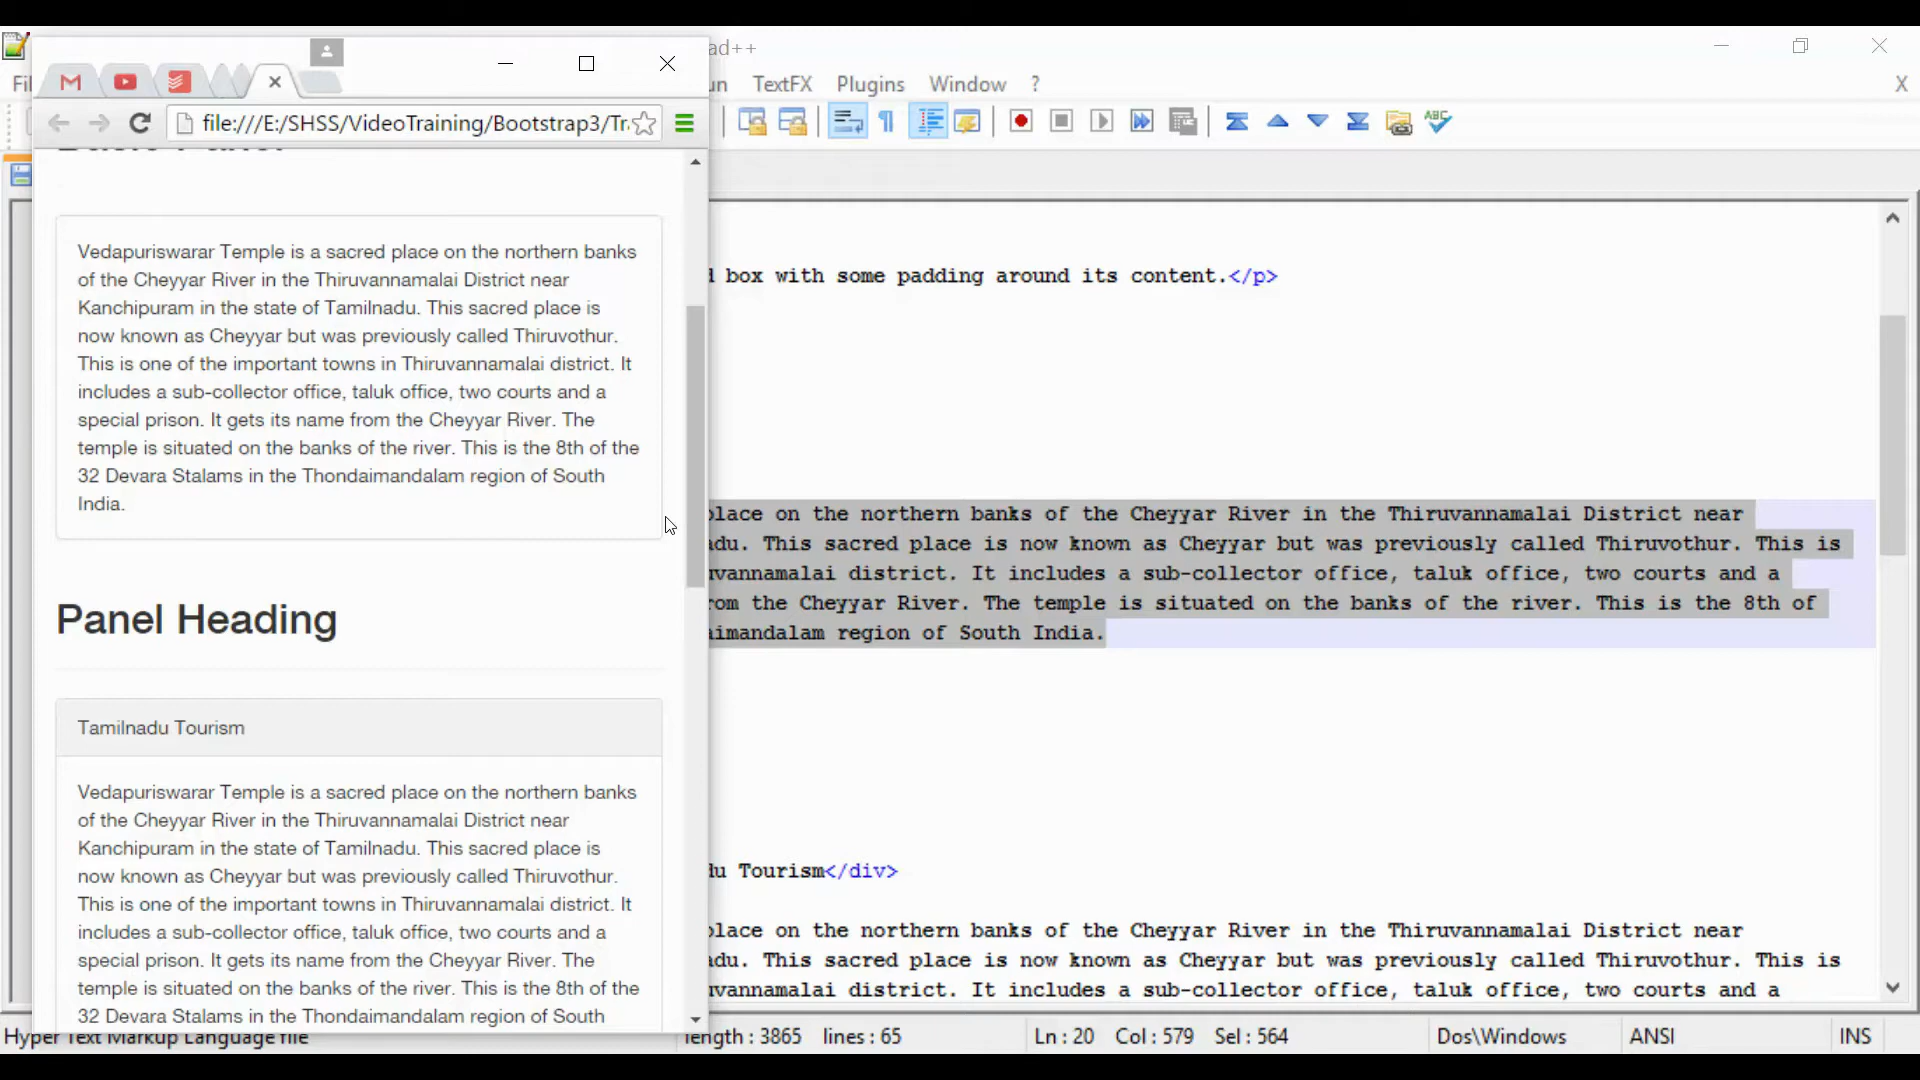 ad++
Fil
un TextFX Plugins Window ?
X
file:///E:/SHSS/VideoTraining/Bootstrap3/Tr
ABC
Basic Panel
Vedapuriswarar Temple is a sacred place on the northern banks
of the Cheyyar River in the Thiruvannamalai District near
Kanchipuram in the state of Tamilnadu. This sacred place is
now known as Cheyyar but was previously called Thiruvothur.
This is one of the important towns in Thiruvannamalai district. It
includes a sub-collector office, taluk office, two courts and a
special prison. It gets its name from the Cheyyar River. The
temple is situated on the banks of the river. This is the 8th of the
32 Devara Stalams in the Thondaimandalam region of South
India.
Panel Heading
Tamilnadu Tourism
Vedapuriswarar Temple is a sacred place on the northern banks
of the Cheyyar River in the Thiruvannamalai District near
Kanchipuram in the state of Tamilnadu. This sacred place is
now known as Cheyyar but was previously called Thiruvothur.
This is one of the important towns in Thiruvannamalai district. It
includes a sub-collector office, taluk office, two courts and a
special prison. It gets its name from the Cheyyar River. The
temple is situated on the banks of the river. This is the 8th of the
32 Devara Stalams in the Thondaimandalam region of South
d box with some padding around its content.</p>
place on the northern banks of the Cheyyar River in the Thiruvannamalai District near
adu. This sacred place is now known as Cheyyar but was previously called Thiruvothur. This is
uvannamalai district. It includes a sub-collector office, taluk office, two courts and a
rom the Cheyyar River. The temple is situated on the banks of the river. This is the 8th of
aimandalam region of South India.
du Tourism</div>
place on the northern banks of the Cheyyar River in the Thiruvannamalai District near
adu. This sacred place is now known as Cheyyar but was previously called Thiruvothur. This is
uvannamalai district. It includes a sub-collector office, taluk office, two courts and a
Hyper Text Markup Language file length : 3865 lines : 65 Ln : 20 Col : 579 Sel : 564 Dos\Windows ANSI INS